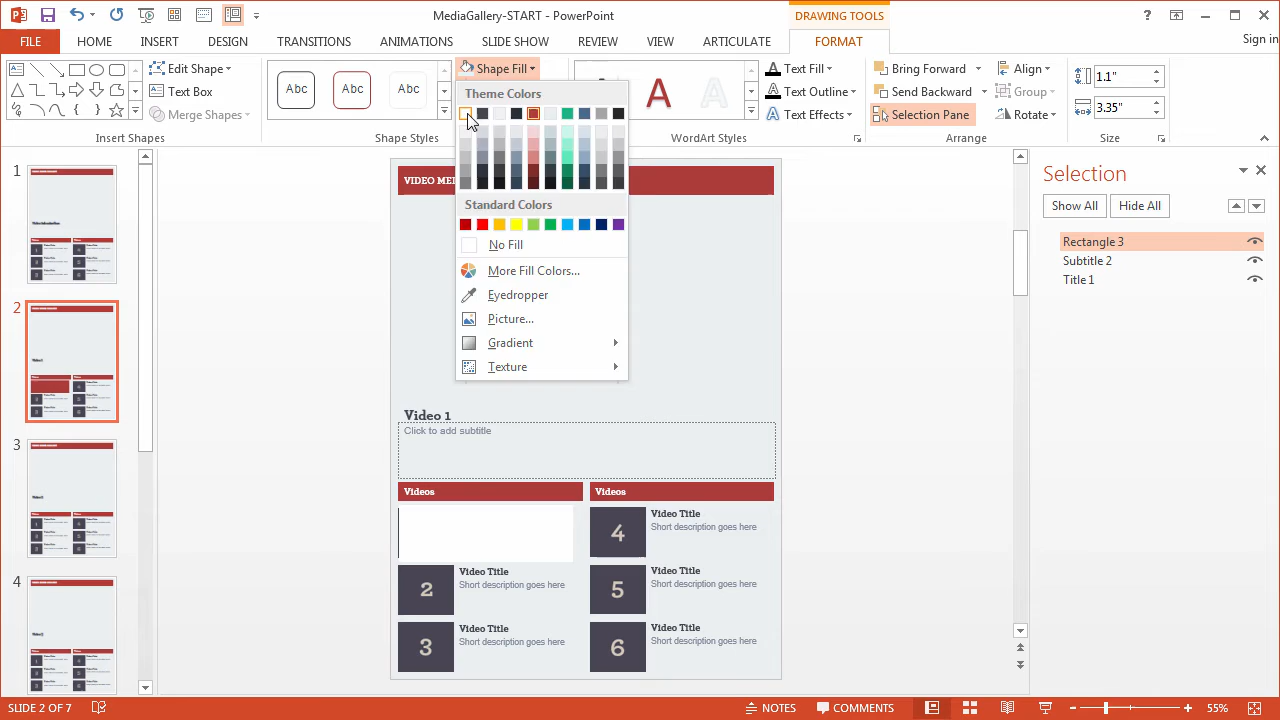 MediaGallery-START - PowerPoint
DRAWING TOOLS
?
FILE
HOME
INSERT
DESIGN
TRANSITIONS
ANIMATIONS
SLIDE SHOW
REVIEW
VIEW
ARTICULATE
FORMAT
Sign in
Edit Shape
Text Box
Merge Shapes
Insert Shapes
Abc
Abc
Abc
Shape Styles
Shape Fill
Theme Colors
Standard Colors
No Fill
More Fill Colors...
Eyedropper
Picture...
Gradient
Texture
A
A
WordArt Styles
Text Fill
Text Outline
Text Effects
Bring Forward
Send Backward
Selection Pane
Align
Group
Rotate
Arrange
1.1"
3.35"
Size
1
2
3
4
VIDEO MED
Video 1
Click to add subtitle
Videos
Videos
2
Video Title
Short description goes here
3
Video Title
Short description goes here
4
Video Title
Short description goes here
5
Video Title
Short description goes here
6
Video Title
Short description goes here
Selection
Show All
Hide All
Rectangle 3
Subtitle 2
Title 1
SLIDE 2 OF 7
NOTES
COMMENTS
55%